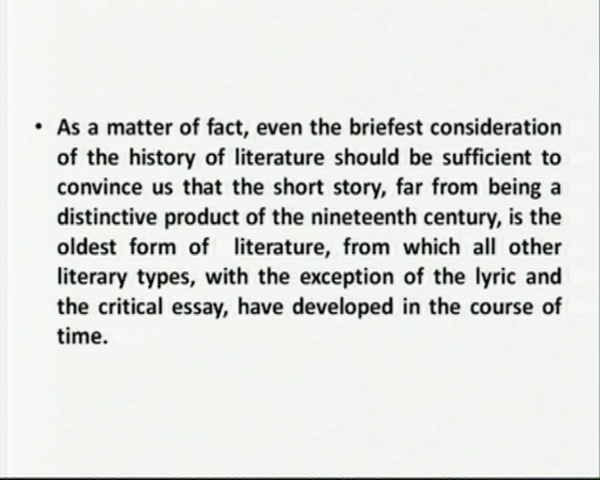 • As a matter of fact, even the briefest consideration
of the history of literature should be sufficient to
convince us that the short story, far from being a
distinctive product of the nineteenth century, is the
oldest form of literature, from which all other
literary types, with the exception of the lyric and
the critical essay, have developed in the course of
time.